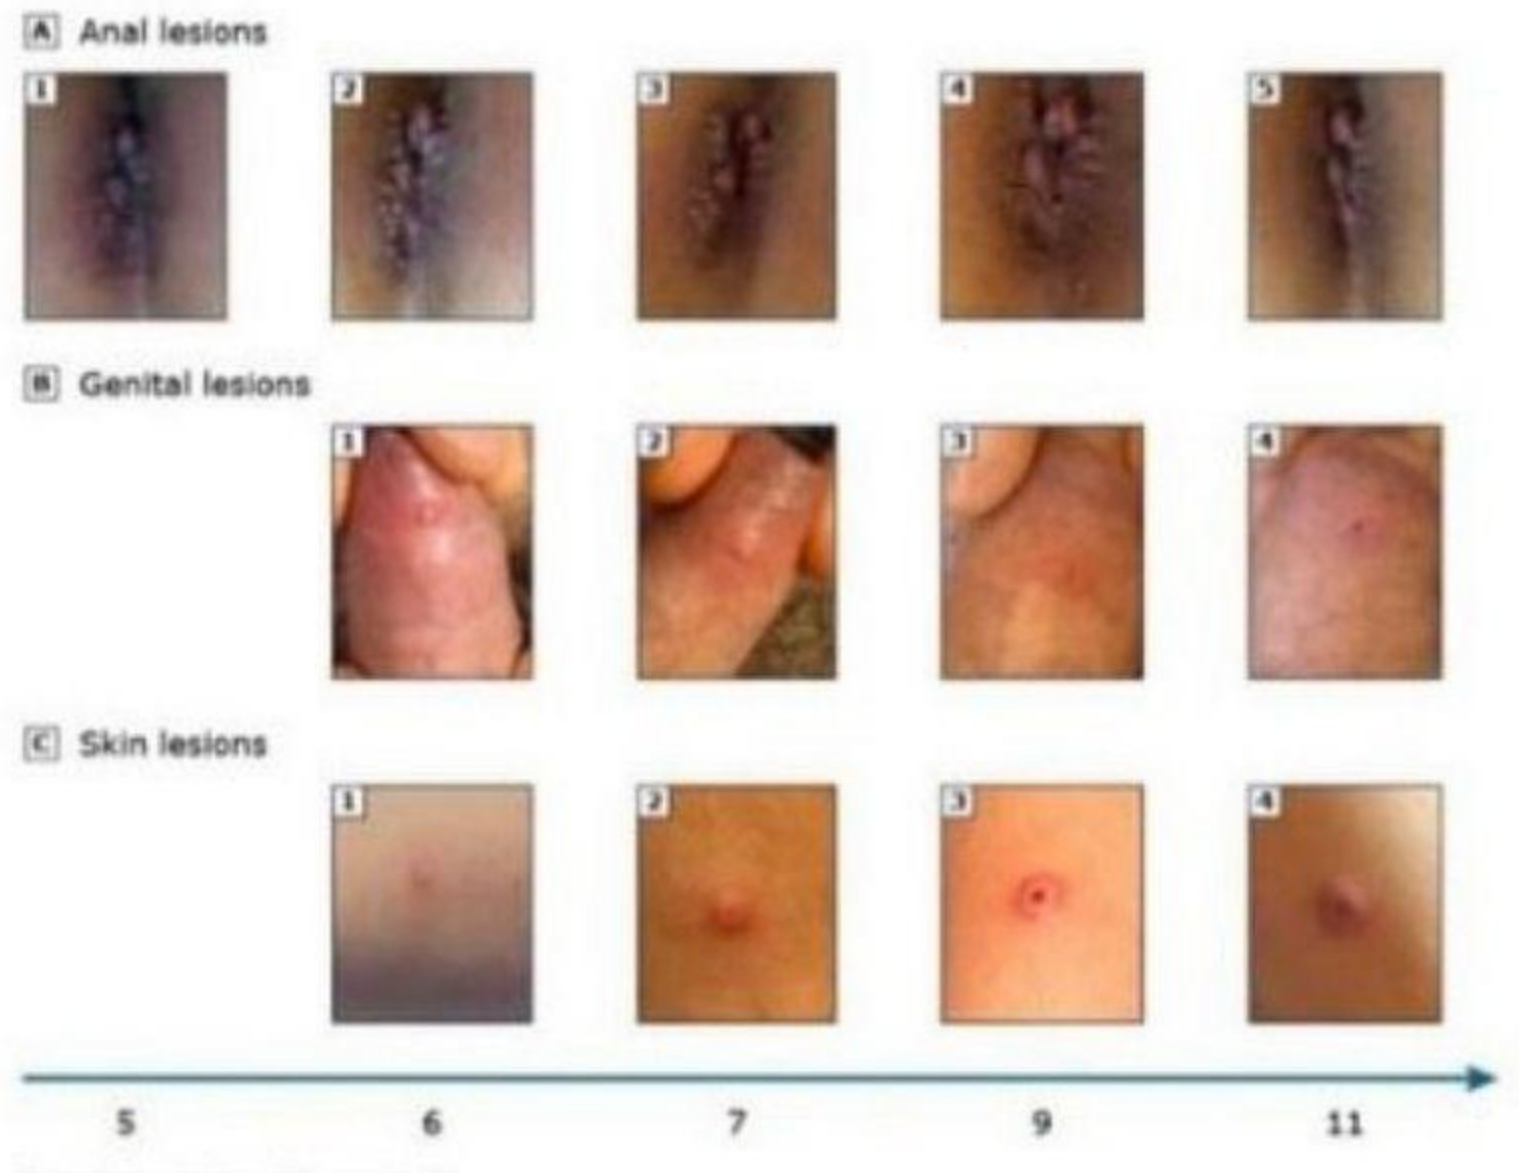 A Anal lesions
1 2 3 4 5
B Genital lesions
1 2 3 4
C Skin lesions
1 2 3 4
5 6 7 9 11